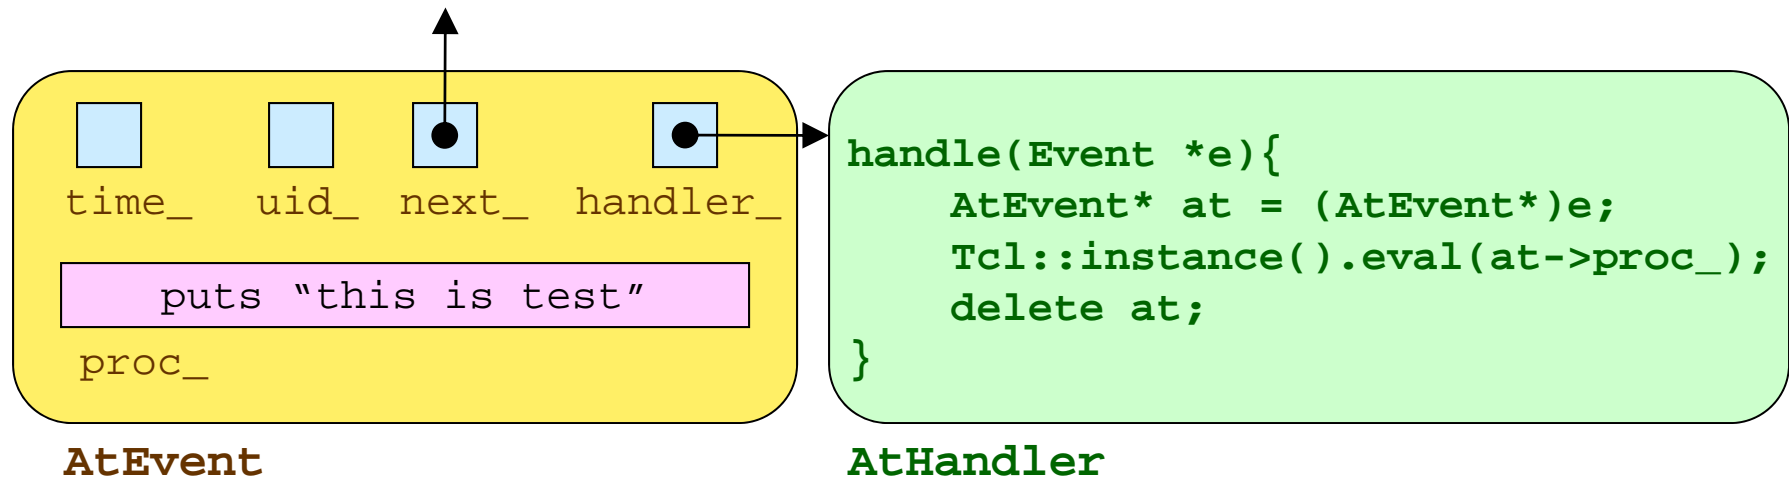 time_ uid_ next_ handler_
puts “this is test”
proc_
AtEvent
handle(Event *e){
    AtEvent* at = (AtEvent*)e;
    Tcl::instance().eval(at->proc_);
    delete at;
}
AtHandler